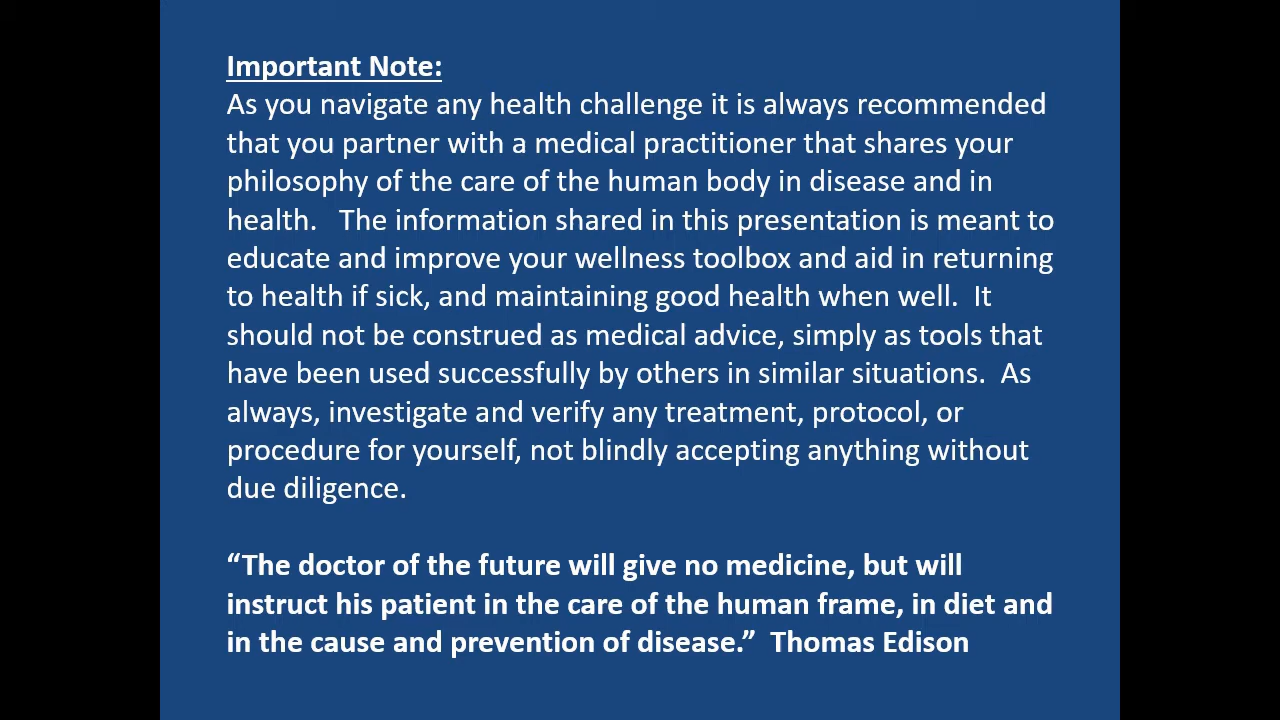 Important Note:
As you navigate any health challenge it is always recommended
that you partner with a medical practitioner that shares your
philosophy of the care of the human body in disease and in
health.   The information shared in this presentation is meant to
educate and improve your wellness toolbox and aid in returning
to health if sick, and maintaining good health when well.  It
should not be construed as medical advice, simply as tools that
have been used successfully by others in similar situations.  As
always, investigate and verify any treatment, protocol, or
procedure for yourself, not blindly accepting anything without
due diligence.
“The doctor of the future will give no medicine, but will
instruct his patient in the care of the human frame, in diet and
in the cause and prevention of disease.”  Thomas Edison